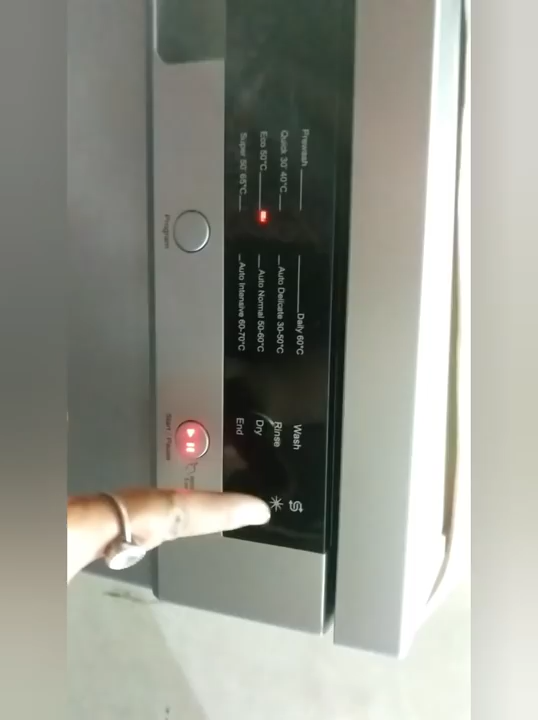 Prewash
Quick 30' 40°C
Eco 50°C
Super 50' 65°C
Daily 60°C
Auto Delicate 30-50°C
Auto Normal 50-60°C
Auto Intensive 60-70°C
Wash
Rinse
Dry
End
Program
Start / Pause